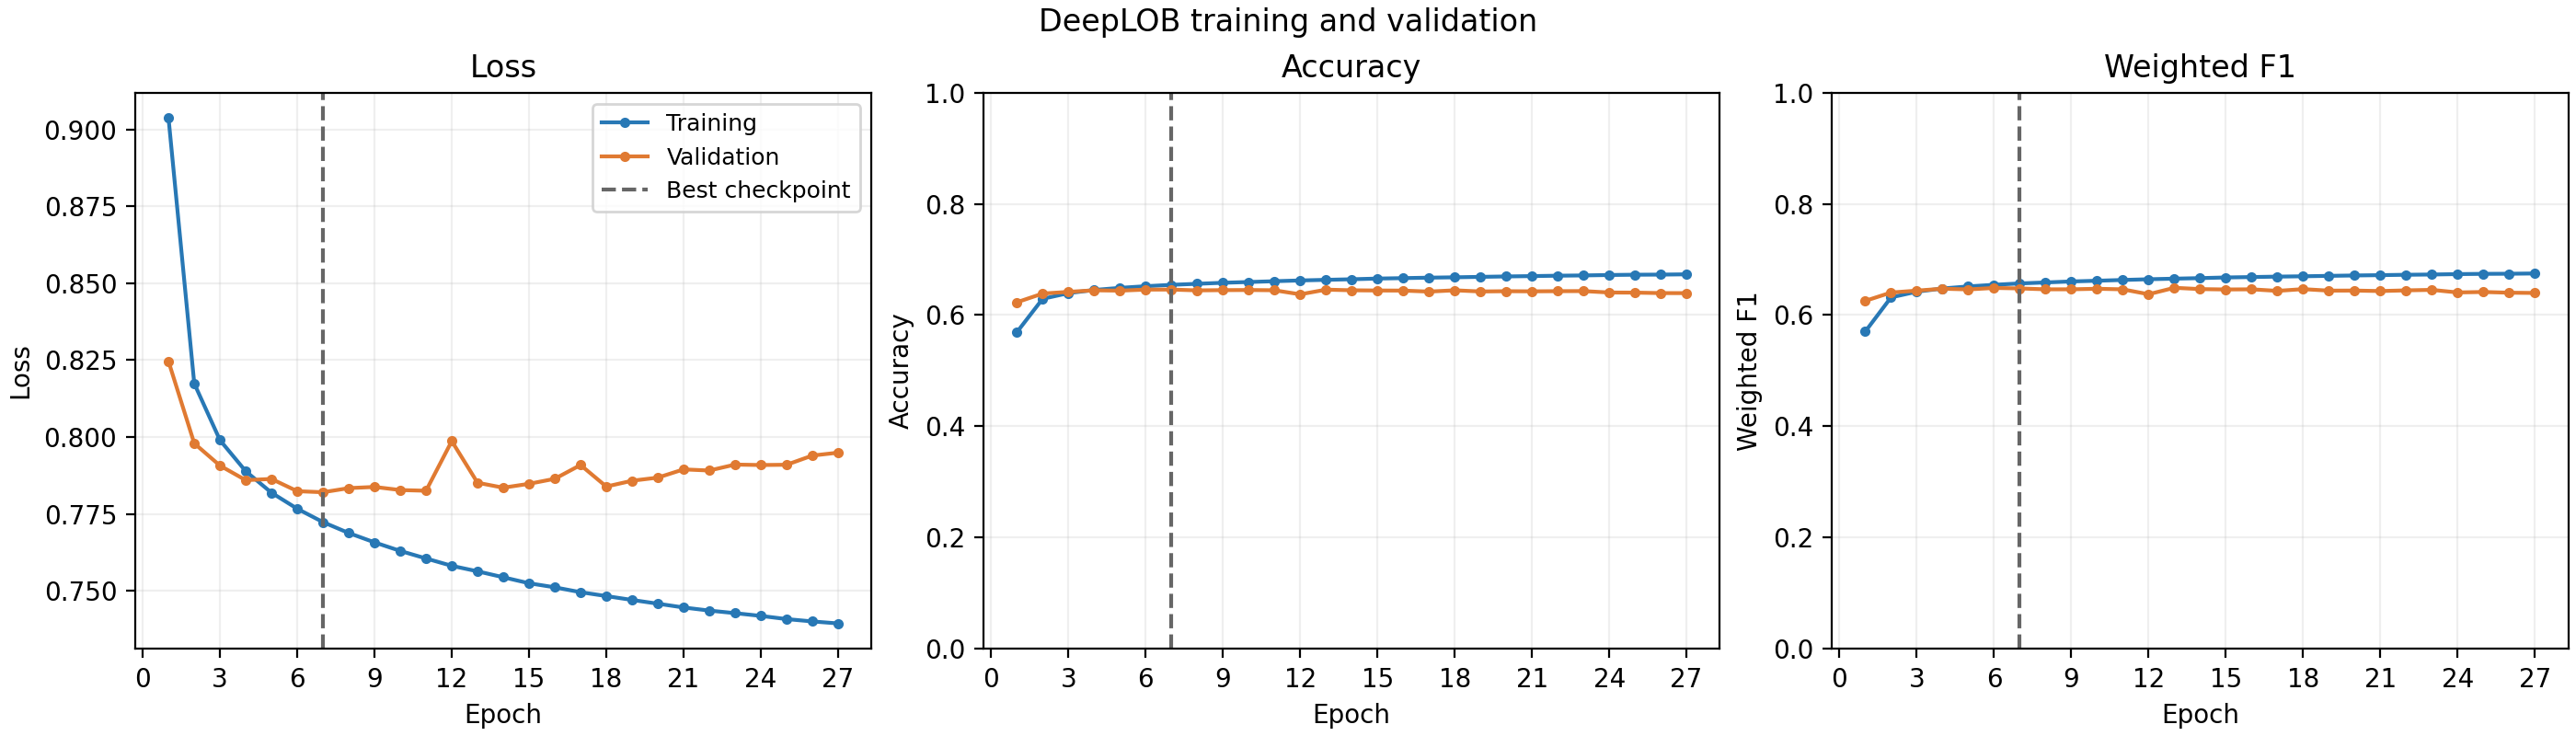 DeepLOB training and validation
Loss
Loss
0.900
0.875
0.850
0.825
0.800
0.775
0.750
Training
Validation
Best checkpoint
0 3 6 9 12 15 18 21 24 27
Epoch
Accuracy
Accuracy
1.0
0.8
0.6
0.4
0.2
0.0
0 3 6 9 12 15 18 21 24 27
Epoch
Weighted F1
Weighted F1
1.0
0.8
0.6
0.4
0.2
0.0
0 3 6 9 12 15 18 21 24 27
Epoch